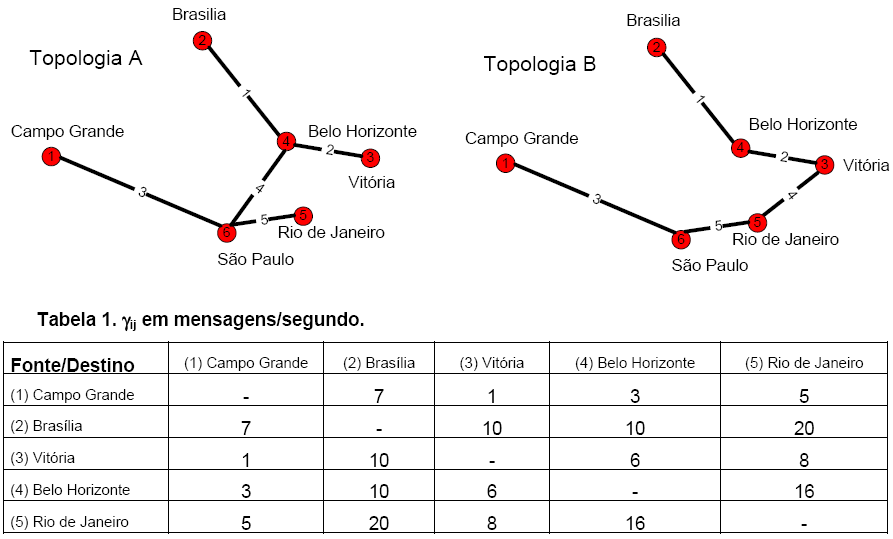 Brasilia
2
Topologia A
1
Campo Grande
1
4
Belo Horizonte
2
3
Vitória
3
4
5
5
6
Rio de Janeiro
São Paulo
Brasilia
2
Topologia B
1
Belo Horizonte
4
Campo Grande
1
2
3
Vitória
3
4
5
5
6
Rio de Janeiro
São Paulo
Tabela 1. γij em mensagens/segundo.
Fonte/Destino (1) Campo Grande (2) Brasília (3) Vitória (4) Belo Horizonte (5) Rio de Janeiro
(1) Campo Grande - 7 1 3 5
(2) Brasília 7 - 10 10 20
(3) Vitória 1 10 - 6 8
(4) Belo Horizonte 3 10 6 - 16
(5) Rio de Janeiro 5 20 8 16 -